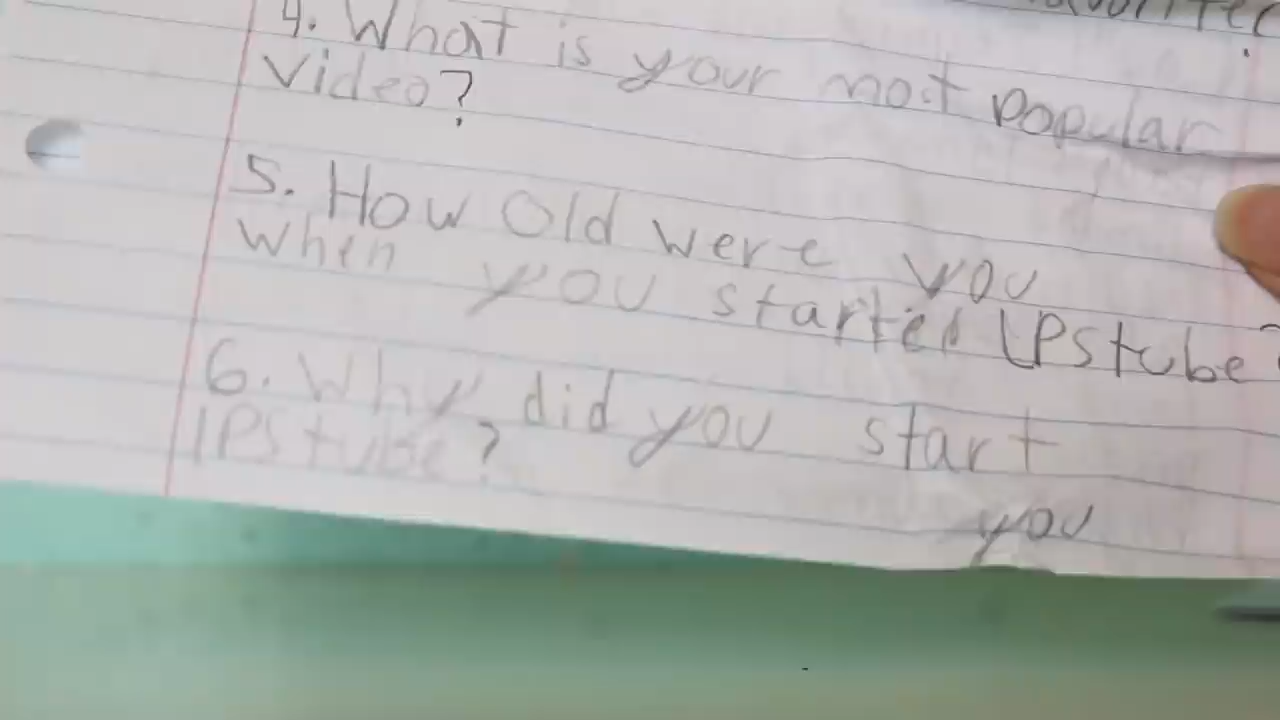 4. What is your most popular
video?
5. How Old were you
when you started LPStube?
6. Why did you start
LPStube?
you